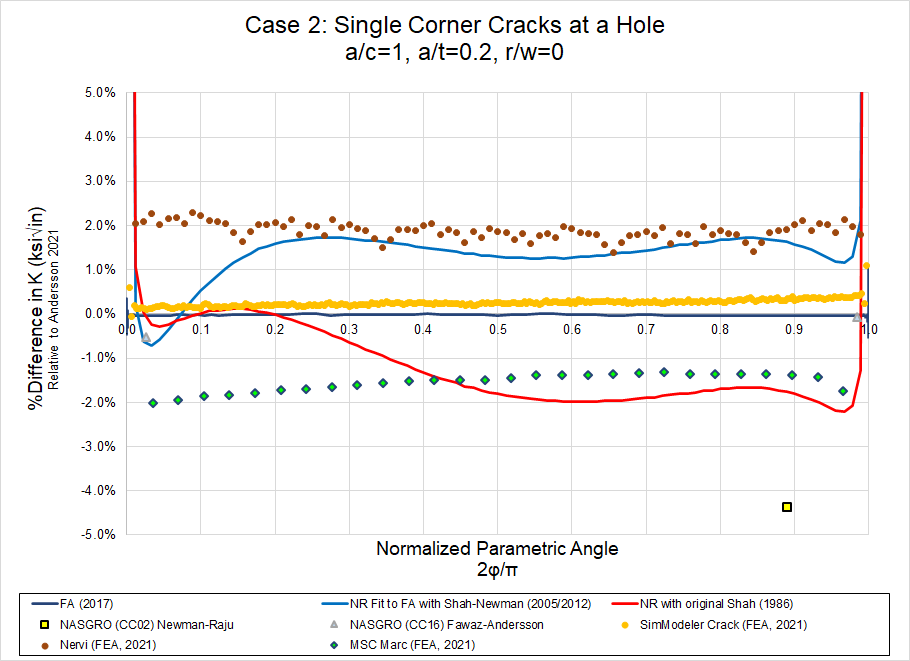 Case 2: Single Corner Cracks at a Hole
a/c=1, a/t=0.2, r/w=0
%Difference in K (ksi√in)
Relative to Andersson 2021
5.0%
4.0%
3.0%
2.0%
1.0%
0.0%
-1.0%
-2.0%
-3.0%
-4.0%
-5.0%
0.0 0.1 0.2 0.3 0.4 0.5 0.6 0.7 0.8 0.9 1.0
Normalized Parametric Angle
2φ/π
FA (2017) NR Fit to FA with Shah-Newman (2005/2012) NR with original Shah (1986)
NASGRO (CC02) Newman-Raju NASGRO (CC16) Fawaz-Andersson SimModeler Crack (FEA, 2021)
Nervi (FEA, 2021) MSC Marc (FEA, 2021)